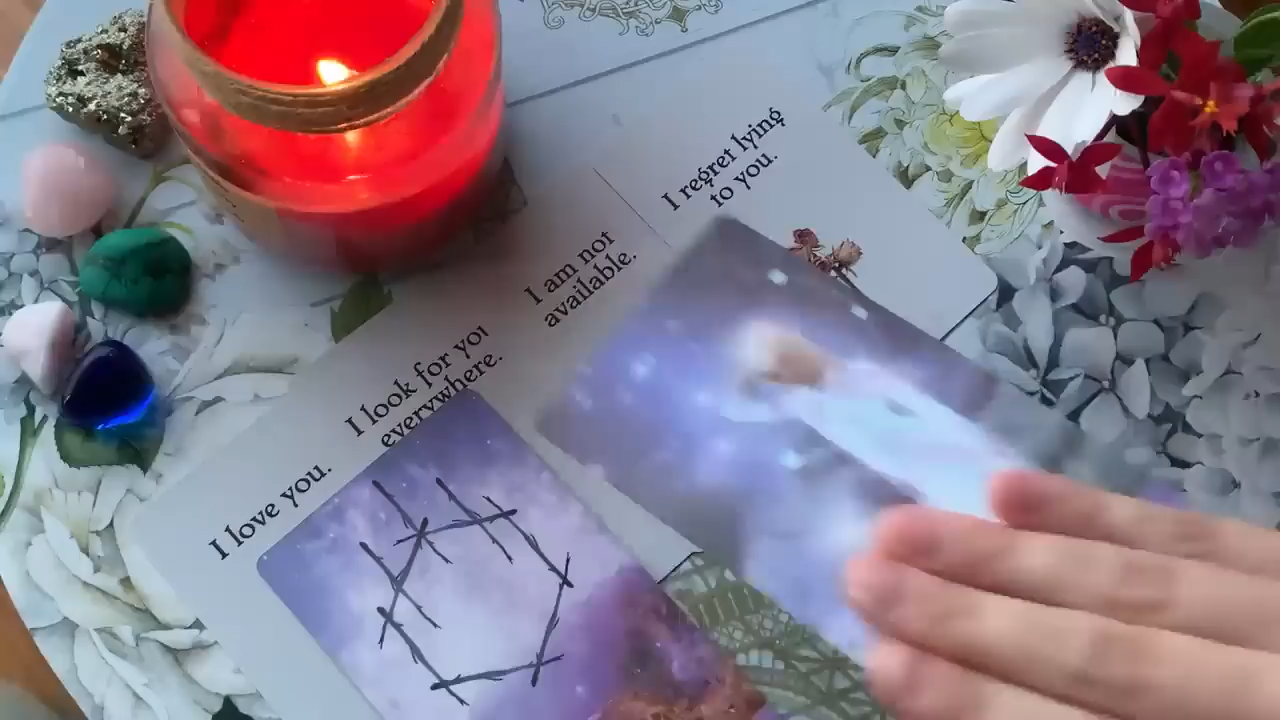 I regret lying
to you.
I am not
available.
I look for you
everywhere.
I love you.